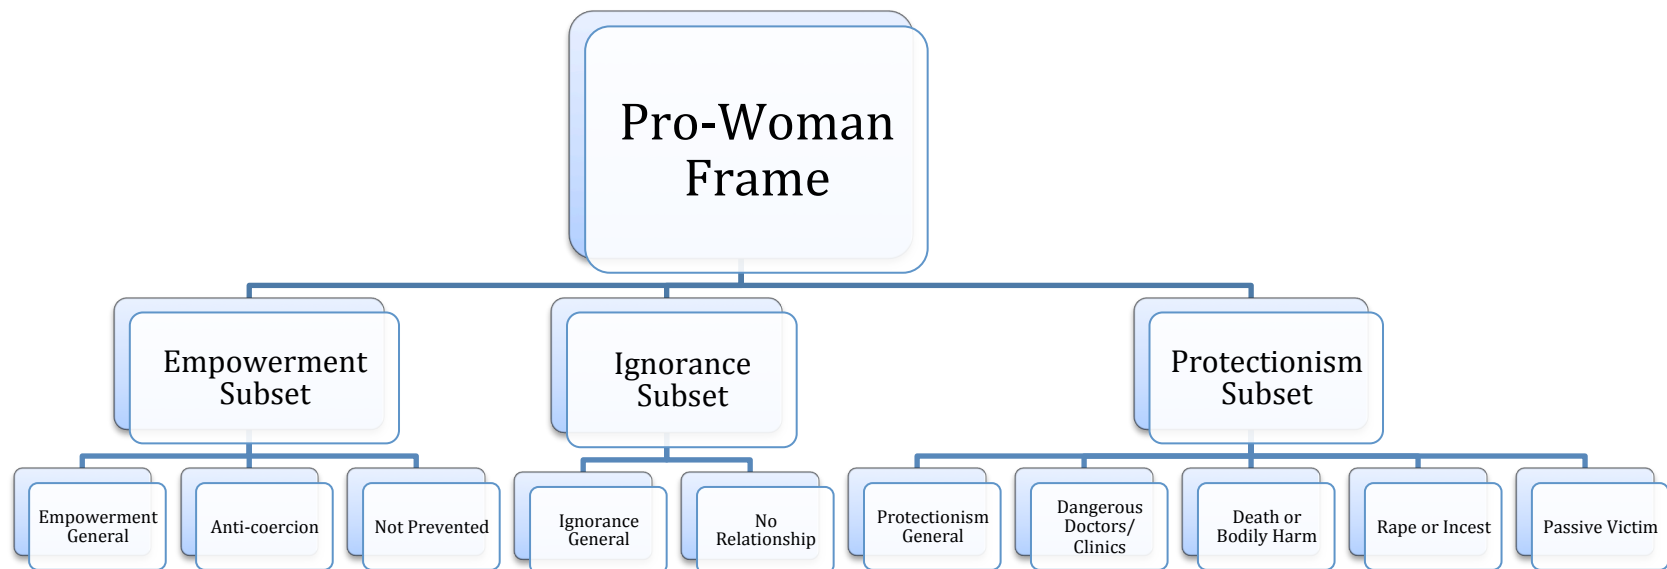 Pro-Woman
Frame
Empowerment
Subset
Ignorance
Subset
Protectionism
Subset
Empowerment
General
Anti-coercion
Not Prevented
Ignorance
General
No
Relationship
Protectionism
General
Dangerous
Doctors/
Clinics
Death or
Bodily Harm
Rape or Incest
Passive Victim